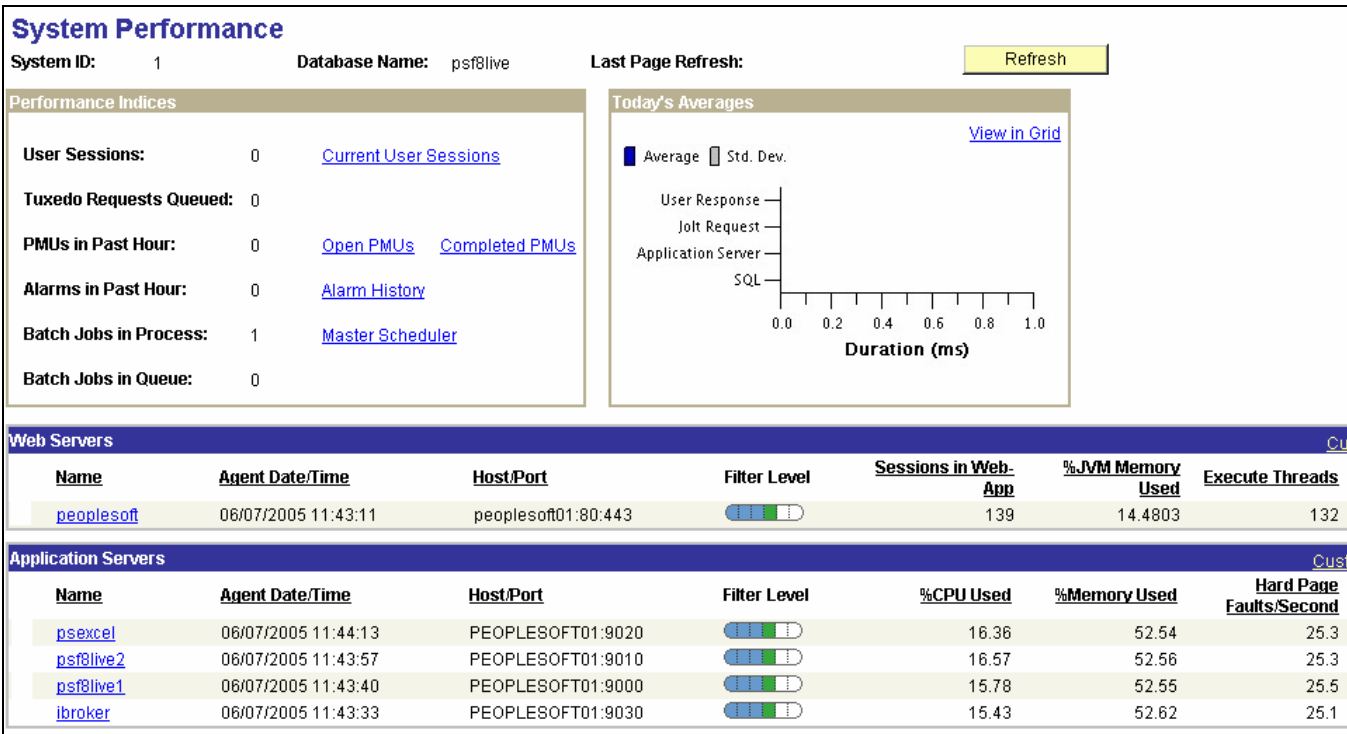 System Performance
System ID: 1 Database Name: psf8live Last Page Refresh: Refresh
Performance Indices
User Sessions: 0 Current User Sessions
Tuxedo Requests Queued: 0
PMUs in Past Hour: 0 Open PMUs Completed PMUs
Alarms in Past Hour: 0 Alarm History
Batch Jobs in Process: 1 Master Scheduler
Batch Jobs in Queue: 0
Today's Averages
View in Grid
Average Std. Dev.
User Response
Jolt Request
Application Server
SQL
0.0 0.2 0.4 0.6 0.8 1.0
Duration (ms)
Web Servers Cu
Name Agent Date/Time Host/Port Filter Level Sessions in Web-App %JVM Memory Used Execute Threads
peoplesoft 06/07/2005 11:43:11 peoplesoft01:80:443 139 14.4803 132
Application Servers Cust
Name Agent Date/Time Host/Port Filter Level %CPU Used %Memory Used Hard Page Faults/Second
psexcel 06/07/2005 11:44:13 PEOPLESOFT01:9020 16.36 52.54 25.3
psf8live2 06/07/2005 11:43:57 PEOPLESOFT01:9010 16.57 52.56 25.3
psf8live1 06/07/2005 11:43:40 PEOPLESOFT01:9000 15.78 52.55 25.5
ibroker 06/07/2005 11:43:33 PEOPLESOFT01:9030 15.43 52.62 25.1